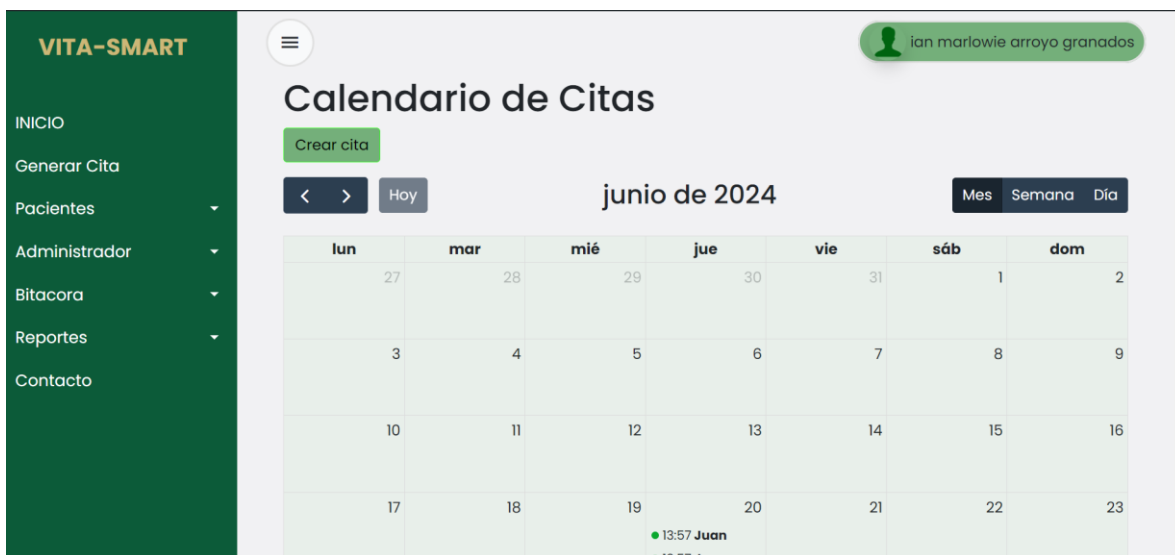 VITA-SMART
INICIO
Generar Cita
Pacientes
Administrador
Bitacora
Reportes
Contacto
ian marlowie arroyo granados
Calendario de Citas
Crear cita
Hoy
junio de 2024
Mes Semana Día
lun mar mié jue vie sáb dom
27 28 29 30 31 1 2
3 4 5 6 7 8 9
10 11 12 13 14 15 16
17 18 19 20 21 22 23
13:57 Juan